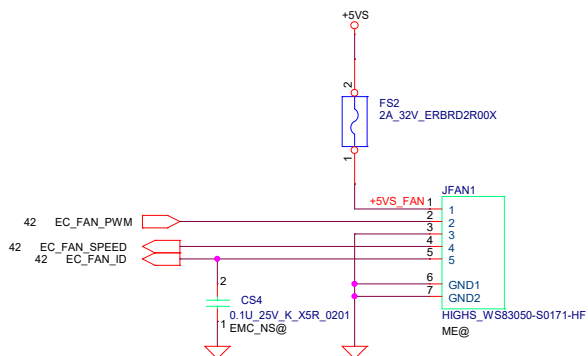 +5VS
2
FS2
2A_32V_ERBRD2R00X
1
JFAN1
+5VS_FAN 1 1
42 EC_FAN_PWM 2 2
3 3
42 EC_FAN_SPEED 4 4
42 EC_FAN_ID 5 5
2
6 GND1
7 GND2
CS4
0.1U_25V_K_X5R_0201
HIGHS_WS83050-S0171-HF
1
EMC_NS@
ME@